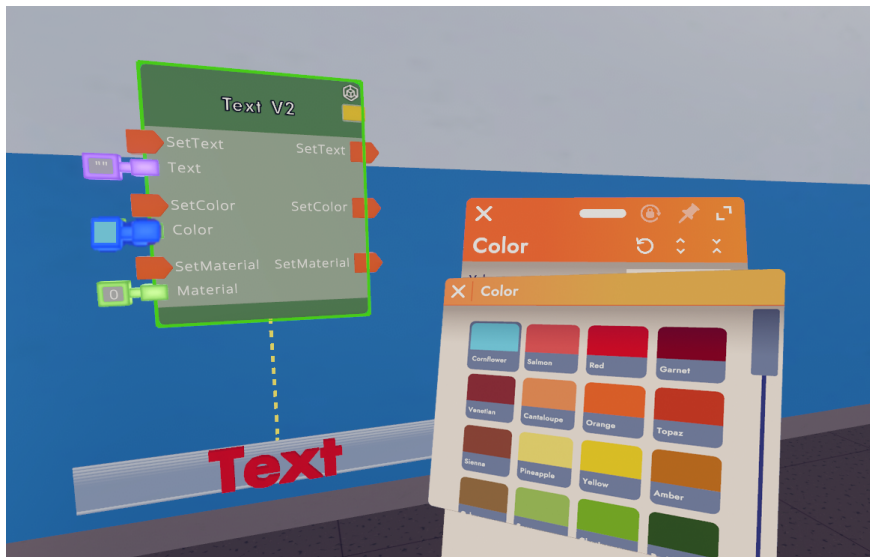 Text V2
SetText SetText
""
Text
SetColor SetColor
Color
SetMaterial SetMaterial
0 Material
Color
Color
Cornflower Salmon Red Garnet
Venetian Cantaloupe Orange Topaz
Sienna Pineapple Yellow Amber
Text